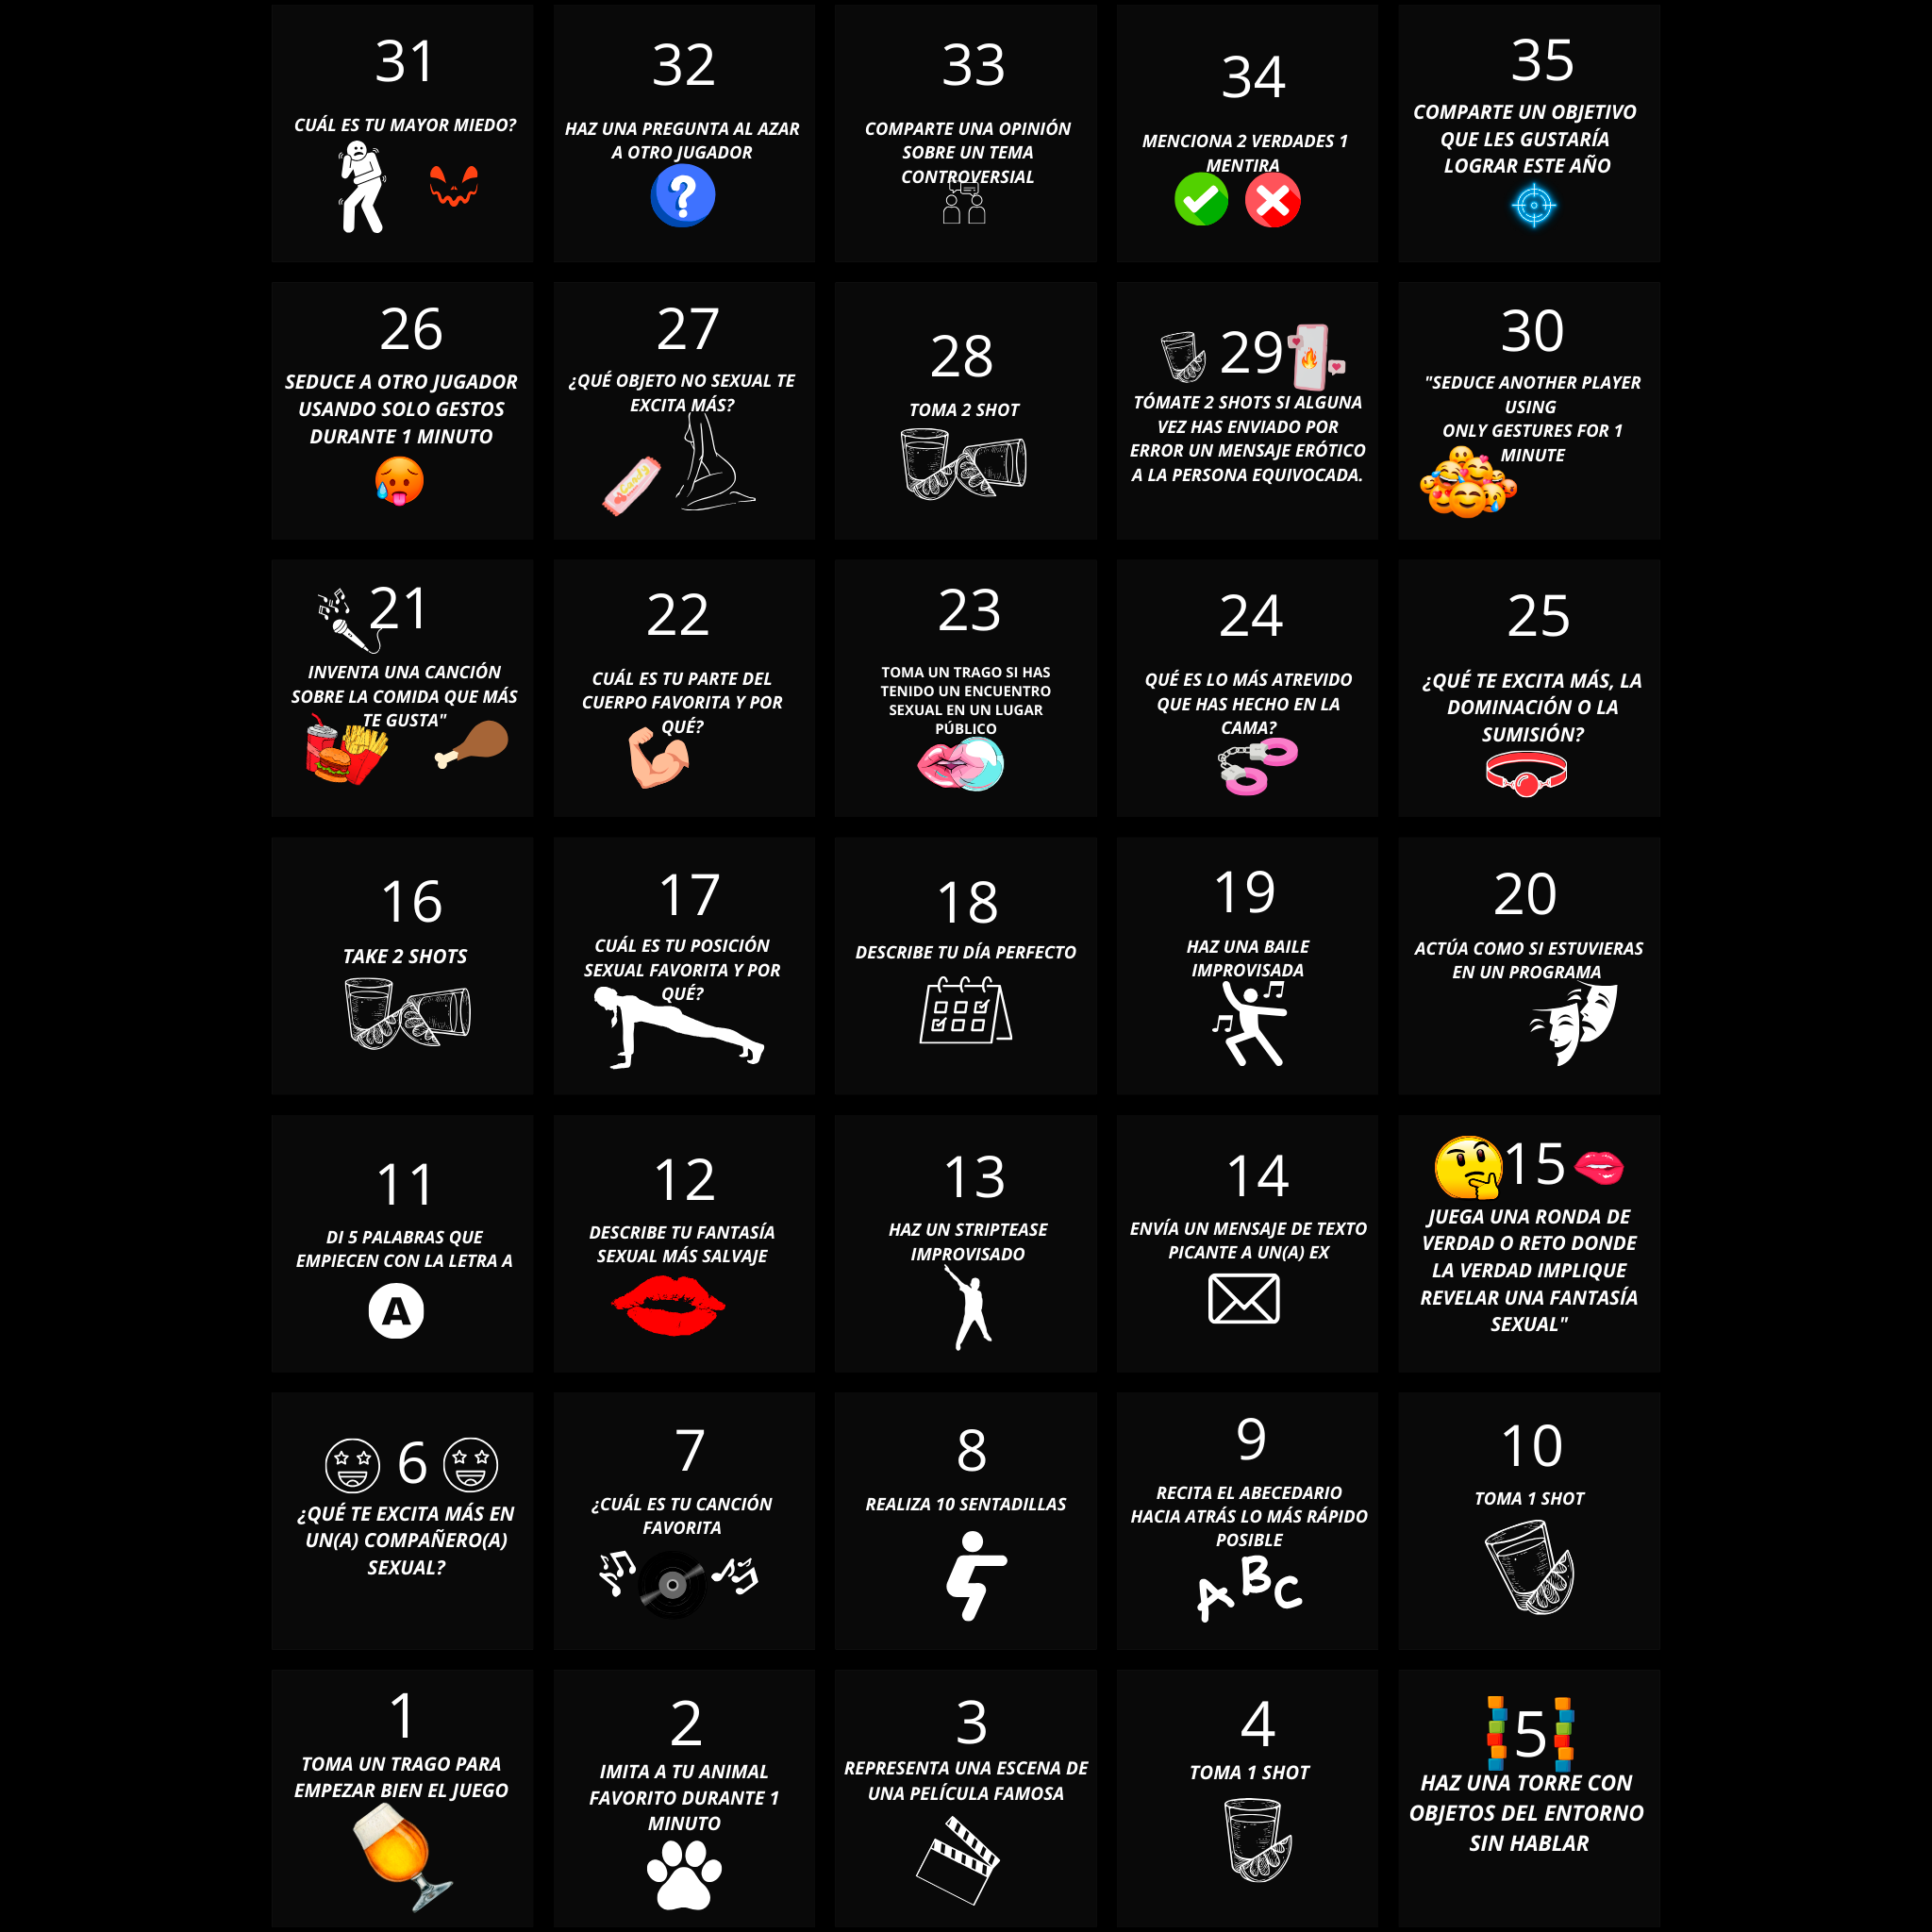 31
CUÁL ES TU MAYOR MIEDO?
32
HAZ UNA PREGUNTA AL AZAR
A OTRO JUGADOR
?
33
COMPARTE UNA OPINIÓN
SOBRE UN TEMA
CONTROVERSIAL
34
MENCIONA 2 VERDADES 1
MENTIRA
35
COMPARTE UN OBJETIVO
QUE LES GUSTARÍA
LOGRAR ESTE AÑO
26
SEDUCE A OTRO JUGADOR
USANDO SOLO GESTOS
DURANTE 1 MINUTO
27
¿QUÉ OBJETO NO SEXUAL TE
EXCITA MÁS?
28
TOMA 2 SHOT
29
TÓMATE 2 SHOTS SI ALGUNA
VEZ HAS ENVIADO POR
ERROR UN MENSAJE ERÓTICO
A LA PERSONA EQUIVOCADA.
30
"SEDUCE ANOTHER PLAYER
USING
ONLY GESTURES FOR 1
MINUTE
21
INVENTA UNA CANCIÓN
SOBRE LA COMIDA QUE MÁS
TE GUSTA"
22
CUÁL ES TU PARTE DEL
CUERPO FAVORITA Y POR
QUÉ?
23
TOMA UN TRAGO SI HAS
TENIDO UN ENCUENTRO
SEXUAL EN UN LUGAR
PÚBLICO
24
QUÉ ES LO MÁS ATREVIDO
QUE HAS HECHO EN LA
CAMA?
25
¿QUÉ TE EXCITA MÁS, LA
DOMINACIÓN O LA
SUMISIÓN?
16
TAKE 2 SHOTS
17
CUÁL ES TU POSICIÓN
SEXUAL FAVORITA Y POR
QUÉ?
18
DESCRIBE TU DÍA PERFECTO
19
HAZ UNA BAILE
IMPROVISADA
20
ACTÚA COMO SI ESTUVIERAS
EN UN PROGRAMA
11
DI 5 PALABRAS QUE
EMPIECEN CON LA LETRA A
A
12
DESCRIBE TU FANTASÍA
SEXUAL MÁS SALVAJE
13
HAZ UN STRIPTEASE
IMPROVISADO
14
ENVÍA UN MENSAJE DE TEXTO
PICANTE A UN(A) EX
15
JUEGA UNA RONDA DE
VERDAD O RETO DONDE
LA VERDAD IMPLIQUE
REVELAR UNA FANTASÍA
SEXUAL"
6
¿QUÉ TE EXCITA MÁS EN
UN(A) COMPAÑERO(A)
SEXUAL?
7
¿CUÁL ES TU CANCIÓN
FAVORITA
8
REALIZA 10 SENTADILLAS
9
RECITA EL ABECEDARIO
HACIA ATRÁS LO MÁS RÁPIDO
POSIBLE
ABC
10
TOMA 1 SHOT
1
TOMA UN TRAGO PARA
EMPEZAR BIEN EL JUEGO
2
IMITA A TU ANIMAL
FAVORITO DURANTE 1
MINUTO
3
REPRESENTA UNA ESCENA DE
UNA PELÍCULA FAMOSA
4
TOMA 1 SHOT
5
HAZ UNA TORRE CON
OBJETOS DEL ENTORNO
SIN HABLAR